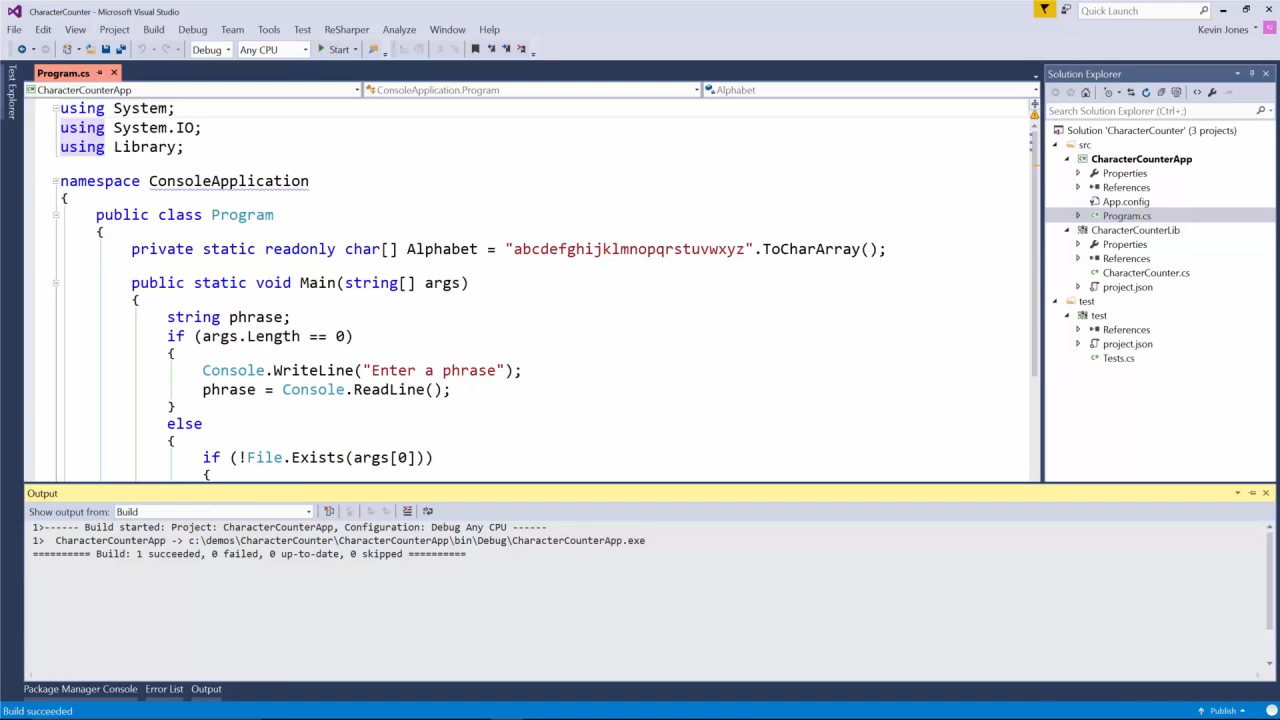 CharacterCounter - Microsoft Visual Studio
Quick Launch
File Edit View Project Build Debug Team Tools Test ReSharper Analyze Window Help
Kevin Jones
KJ
Debug Any CPU Start
Test Explorer
Program.cs
CharacterCounterApp ConsoleApplication.Program Alphabet
using System;
using System.IO;
using Library;
namespace ConsoleApplication
{
public class Program
{
private static readonly char[] Alphabet = "abcdefghijklmnopqrstuvwxyz".ToCharArray();
public static void Main(string[] args)
{
string phrase;
if (args.Length == 0)
{
Console.WriteLine("Enter a phrase");
phrase = Console.ReadLine();
}
else
{
if (!File.Exists(args[0]))
{
Solution Explorer
Search Solution Explorer (Ctrl+;)
Solution 'CharacterCounter' (3 projects)
src
CharacterCounterApp
Properties
References
App.config
Program.cs
CharacterCounterLib
Properties
References
CharacterCounter.cs
project.json
test
test
References
project.json
Tests.cs
Output
Show output from: Build
1>------ Build started: Project: CharacterCounterApp, Configuration: Debug Any CPU ------
1> CharacterCounterApp -> c:\demos\CharacterCounter\CharacterCounterApp\bin\Debug\CharacterCounterApp.exe
========== Build: 1 succeeded, 0 failed, 0 up-to-date, 0 skipped ==========
Package Manager Console Error List Output
Build succeeded
Publish